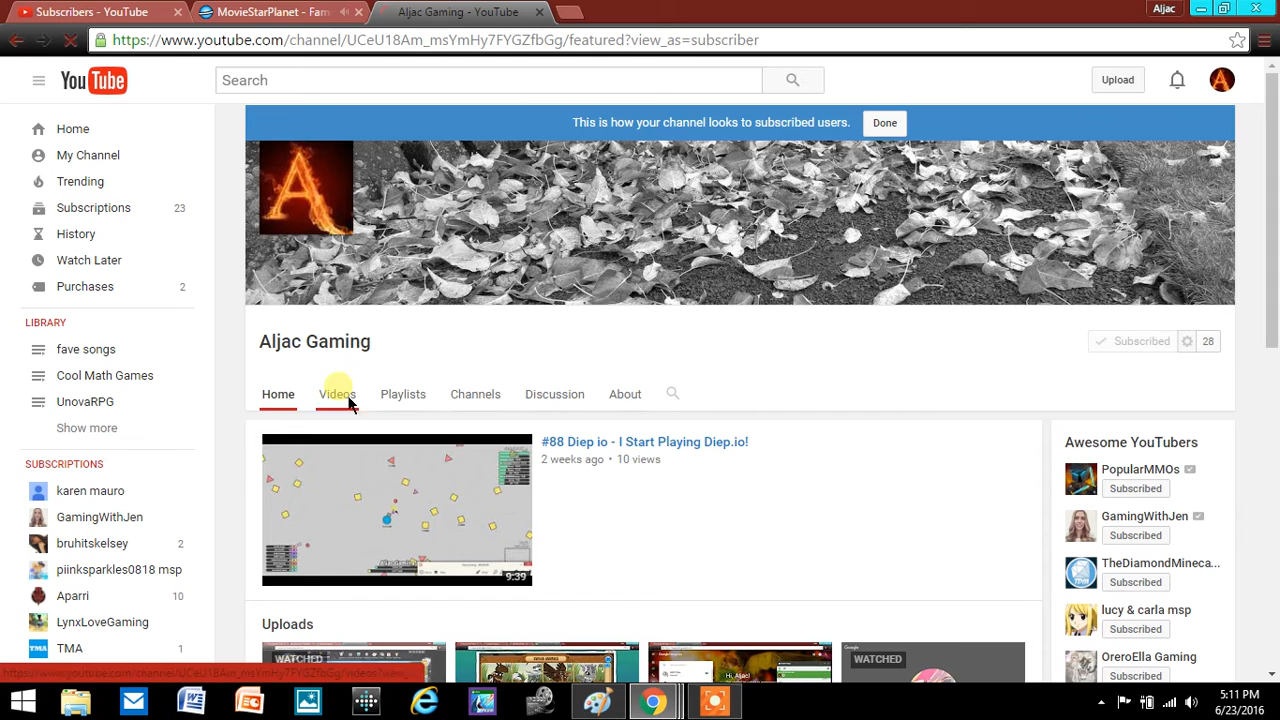 Subscribers - YouTube
MovieStarPlanet - Fam
Aljac Gaming - YouTube
Aljac
https://www.youtube.com/channel/UCeU18Am_msYmHy7FYGZfbGg/featured?view_as=subscriber
YouTube
Search
Upload
This is how your channel looks to subscribed users.
Done
Home
My Channel
Trending
Subscriptions 23
History
Watch Later
Purchases 2
LIBRARY
fave songs
Cool Math Games
UnovaRPG
Show more
SUBSCRIPTIONS
karen mauro
GamingWithJen
bruhitskelsey 2
piinksparkles0818 msp
Aparri 10
LynxLoveGaming
TMA TMA 1
A
Aljac Gaming
Subscribed 28
Home Videos Playlists Channels Discussion About
#88 Diep io - I Start Playing Diep.io!
2 weeks ago • 10 views
9:39
Uploads
WATCHED
WATCHED
Hi, Aljac!
Awesome YouTubers
PopularMMOs
Subscribed
GamingWithJen
Subscribed
TheDiamondMineca...
Subscribed
lucy & carla msp
Subscribed
OreroElla Gaming
Subscribed
5:11 PM
6/23/2016